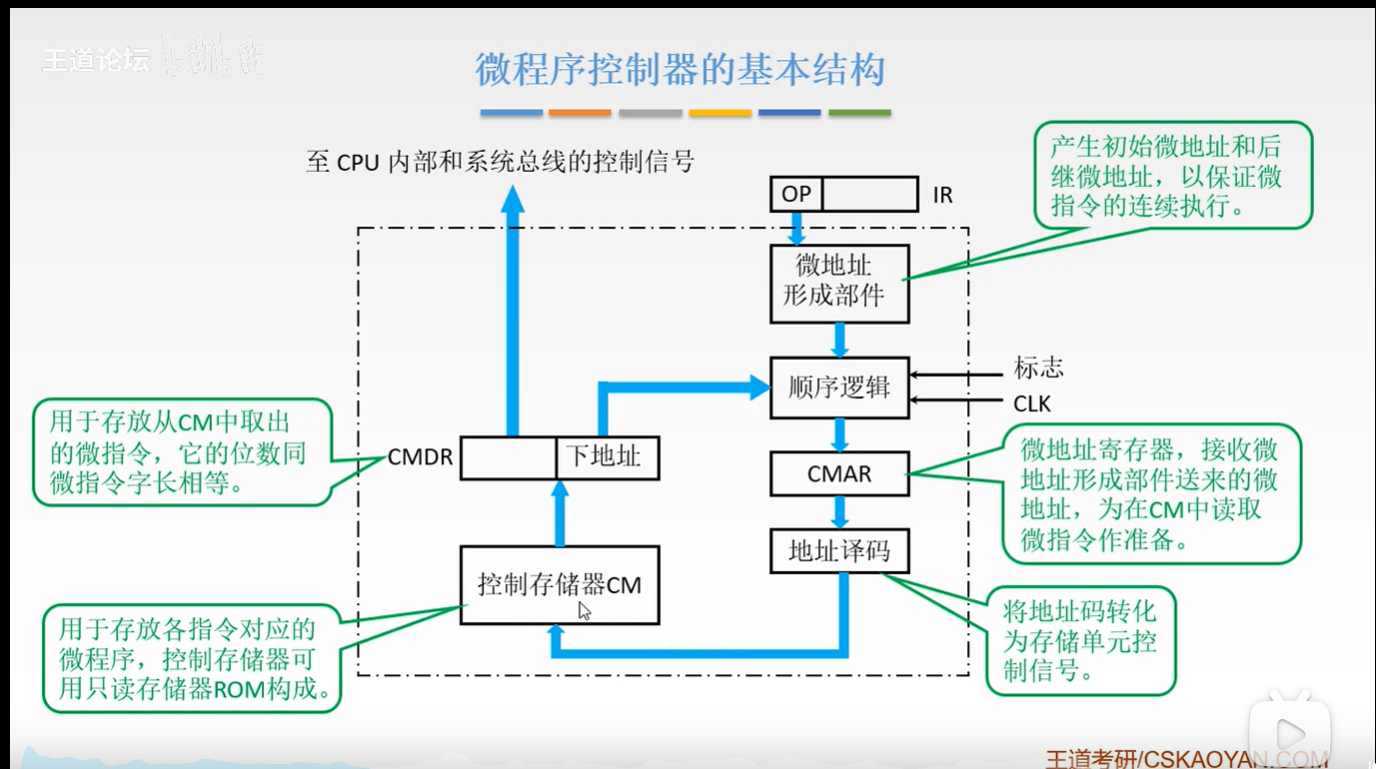 王道论坛
微程序控制器的基本结构
至 CPU 内部和系统总线的控制信号
OP
IR
产生初始微地址和后
继微地址，以保证微
指令的连续执行。
微地址
形成部件
顺序逻辑
标志
CLK
用于存放从CM中取出
的微指令，它的位数同
微指令字长相等。
CMDR
下地址
CMAR
微地址寄存器，接收微
地址形成部件送来的微
地址，为在CM中读取
微指令作准备。
地址译码
控制存储器CM
用于存放各指令对应的
微程序，控制存储器可
用只读存储器ROM构成。
将地址码转化
为存储单元控
制信号。
王道考研/CSKAOYAN.COM